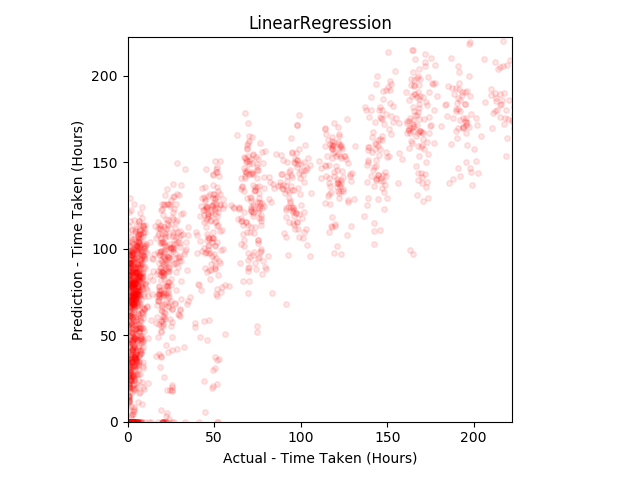 LinearRegression
Prediction - Time Taken (Hours)
200
150
100
50
0
0 50 100 150 200
Actual - Time Taken (Hours)